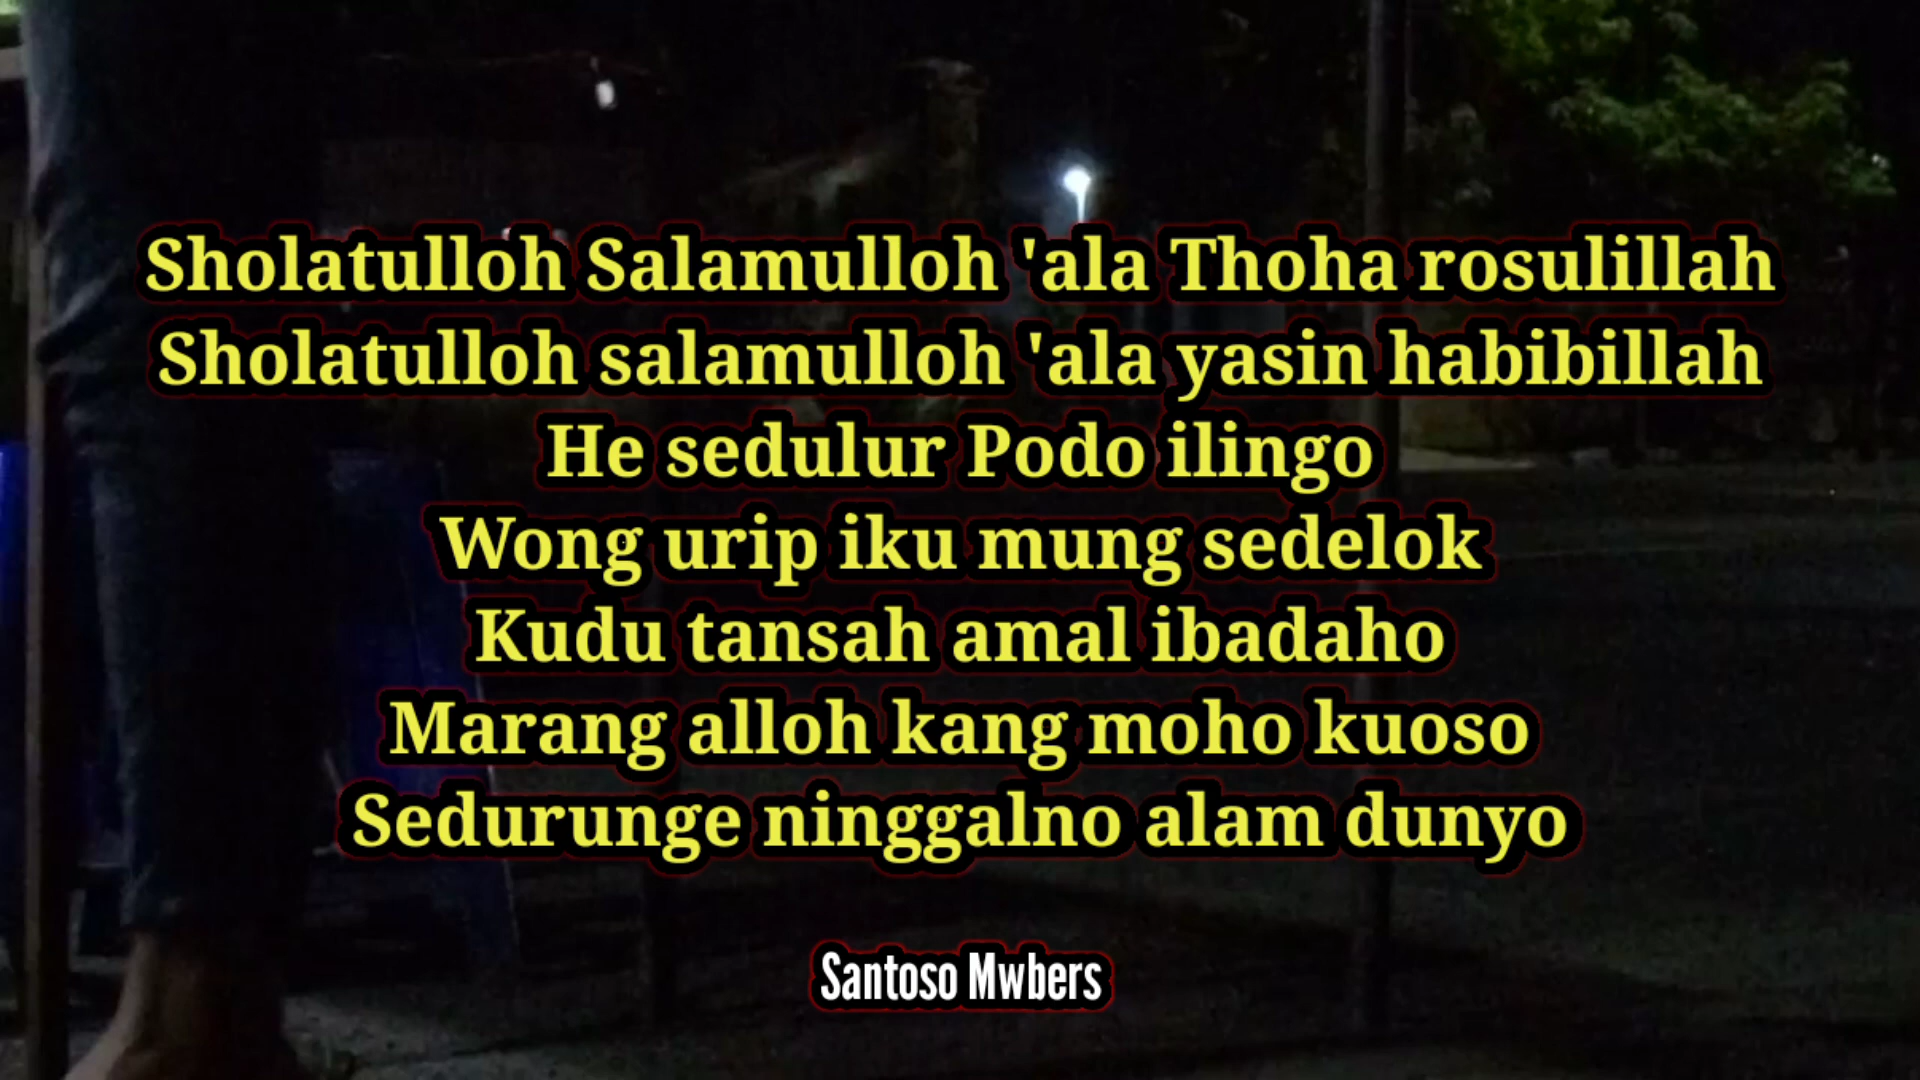 Sholatulloh Salamulloh 'ala Thoha rosulillah
Sholatulloh salamulloh 'ala yasin habibillah
He sedulur Podo ilingo
Wong urip iku mung sedelok
Kudu tansah amal ibadaho
Marang alloh kang moho kuoso
Sedurunge ninggalno alam dunyo
Santoso Mwbers